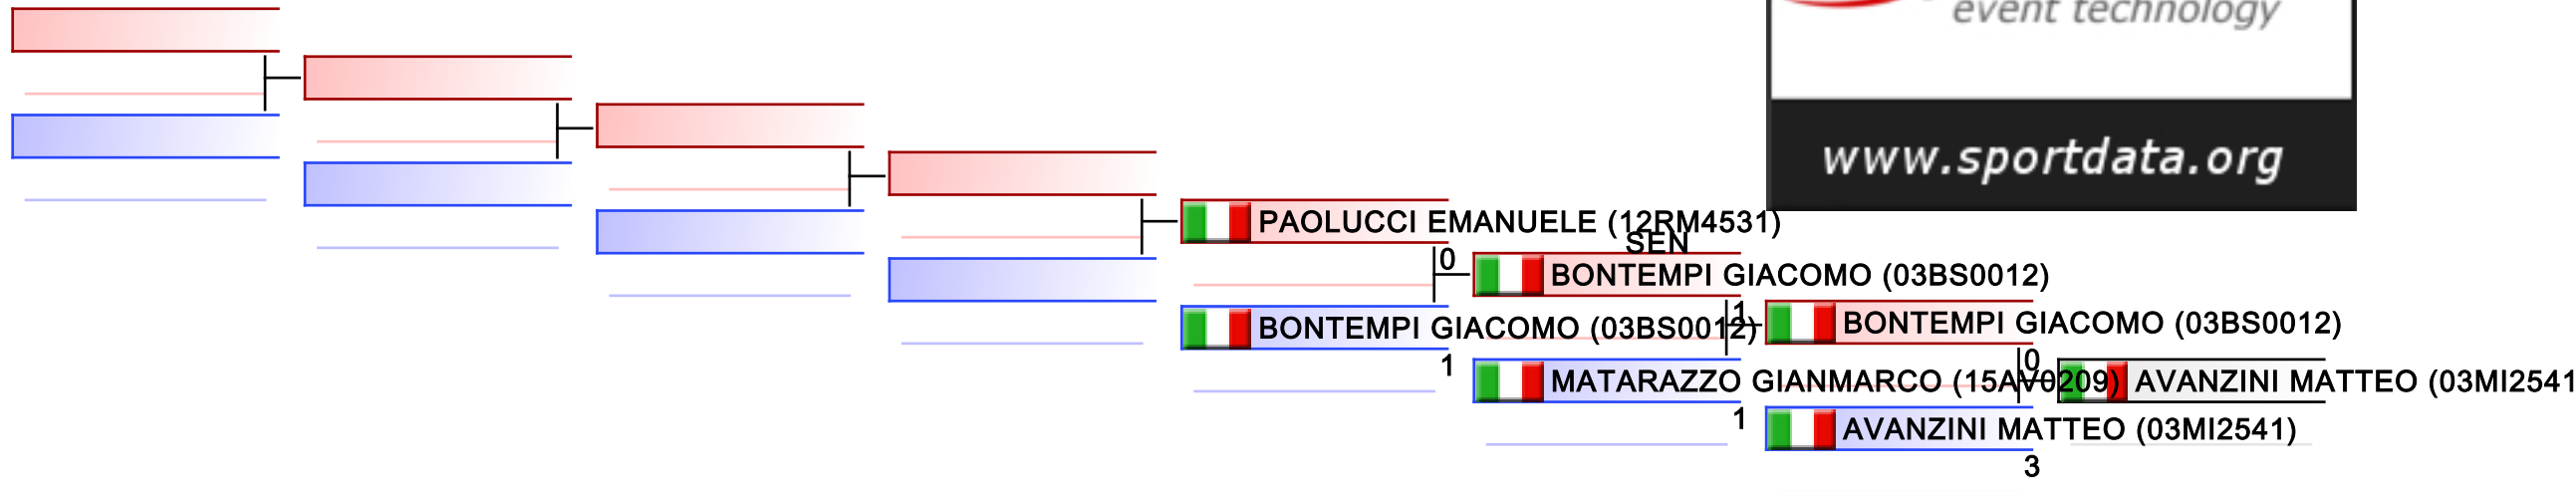 event technology
www.sportdata.org
PAOLUCCI EMANUELE (12RM4531)
SEN
0
BONTEMPI GIACOMO (03BS0012)
1
BONTEMPI GIACOMO (03BS0012)
BONTEMPI GIACOMO (03BS0012)
1
0
MATARAZZO GIANMARCO (15AV0209)
AVANZINI MATTEO (03MI2541
1
AVANZINI MATTEO (03MI2541)
3